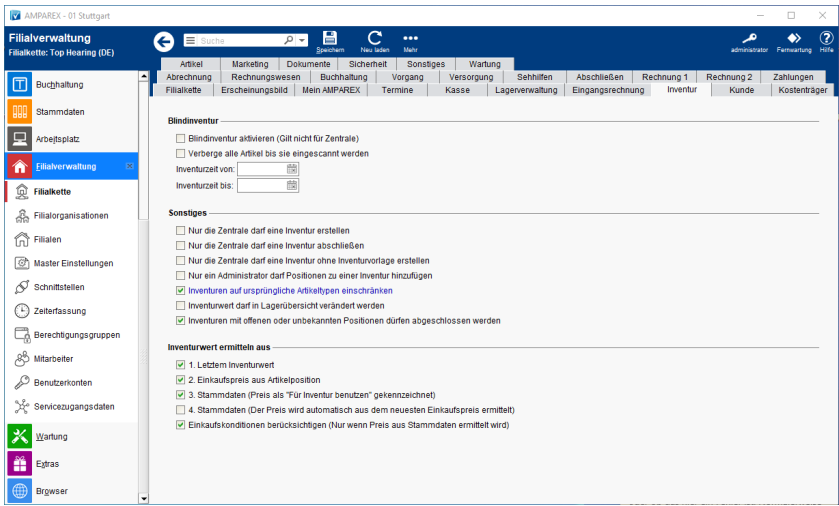 AMPAREX - 01 Stuttgart
Filialverwaltung
Filialkette: Top Hearing (DE)
Suche
Speichern
Neu laden
Mehr
administrator
Fernwartung
Hilfe
Artikel Marketing Dokumente Sicherheit Sonstiges Wartung
Abrechnung Rechnungswesen Buchhaltung Vorgang Versorgung Sehhilfen Abschließen Rechnung 1 Rechnung 2 Zahlungen
Filialkette Erscheinungsbild Mein AMPAREX Termine Kasse Lagerverwaltung Eingangsrechnung Inventur Kunde Kostenträger
Buchhaltung
Stammdaten
Arbeitsplatz
Filialverwaltung
Filialkette
Filialorganisationen
Filialen
Master Einstellungen
Schnittstellen
Zeiterfassung
Berechtigungsgruppen
Mitarbeiter
Benutzerkonten
Servicezugangsdaten
Wartung
Extras
Browser
Blindinventur
Blindinventur aktivieren (Gilt nicht für Zentrale)
Verberge alle Artikel bis sie eingescannt werden
Inventurzeit von:
Inventurzeit bis:
Sonstiges
Nur die Zentrale darf eine Inventur erstellen
Nur die Zentrale darf eine Inventur abschließen
Nur die Zentrale darf eine Inventur ohne Inventurvorlage erstellen
Nur ein Administrator darf Positionen zu einer Inventur hinzufügen
Inventuren auf ursprüngliche Artikeltypen einschränken
Inventurwert darf in Lagerübersicht verändert werden
Inventuren mit offenen oder unbekannten Positionen dürfen abgeschlossen werden
Inventurwert ermitteln aus
1. Letztem Inventurwert
2. Einkaufspreis aus Artikelposition
3. Stammdaten (Preis als "Für Inventur benutzen" gekennzeichnet)
4. Stammdaten (Der Preis wird automatisch aus dem neuesten Einkaufspreis ermittelt)
Einkaufskonditionen berücksichtigen (Nur wenn Preis aus Stammdaten ermittelt wird)